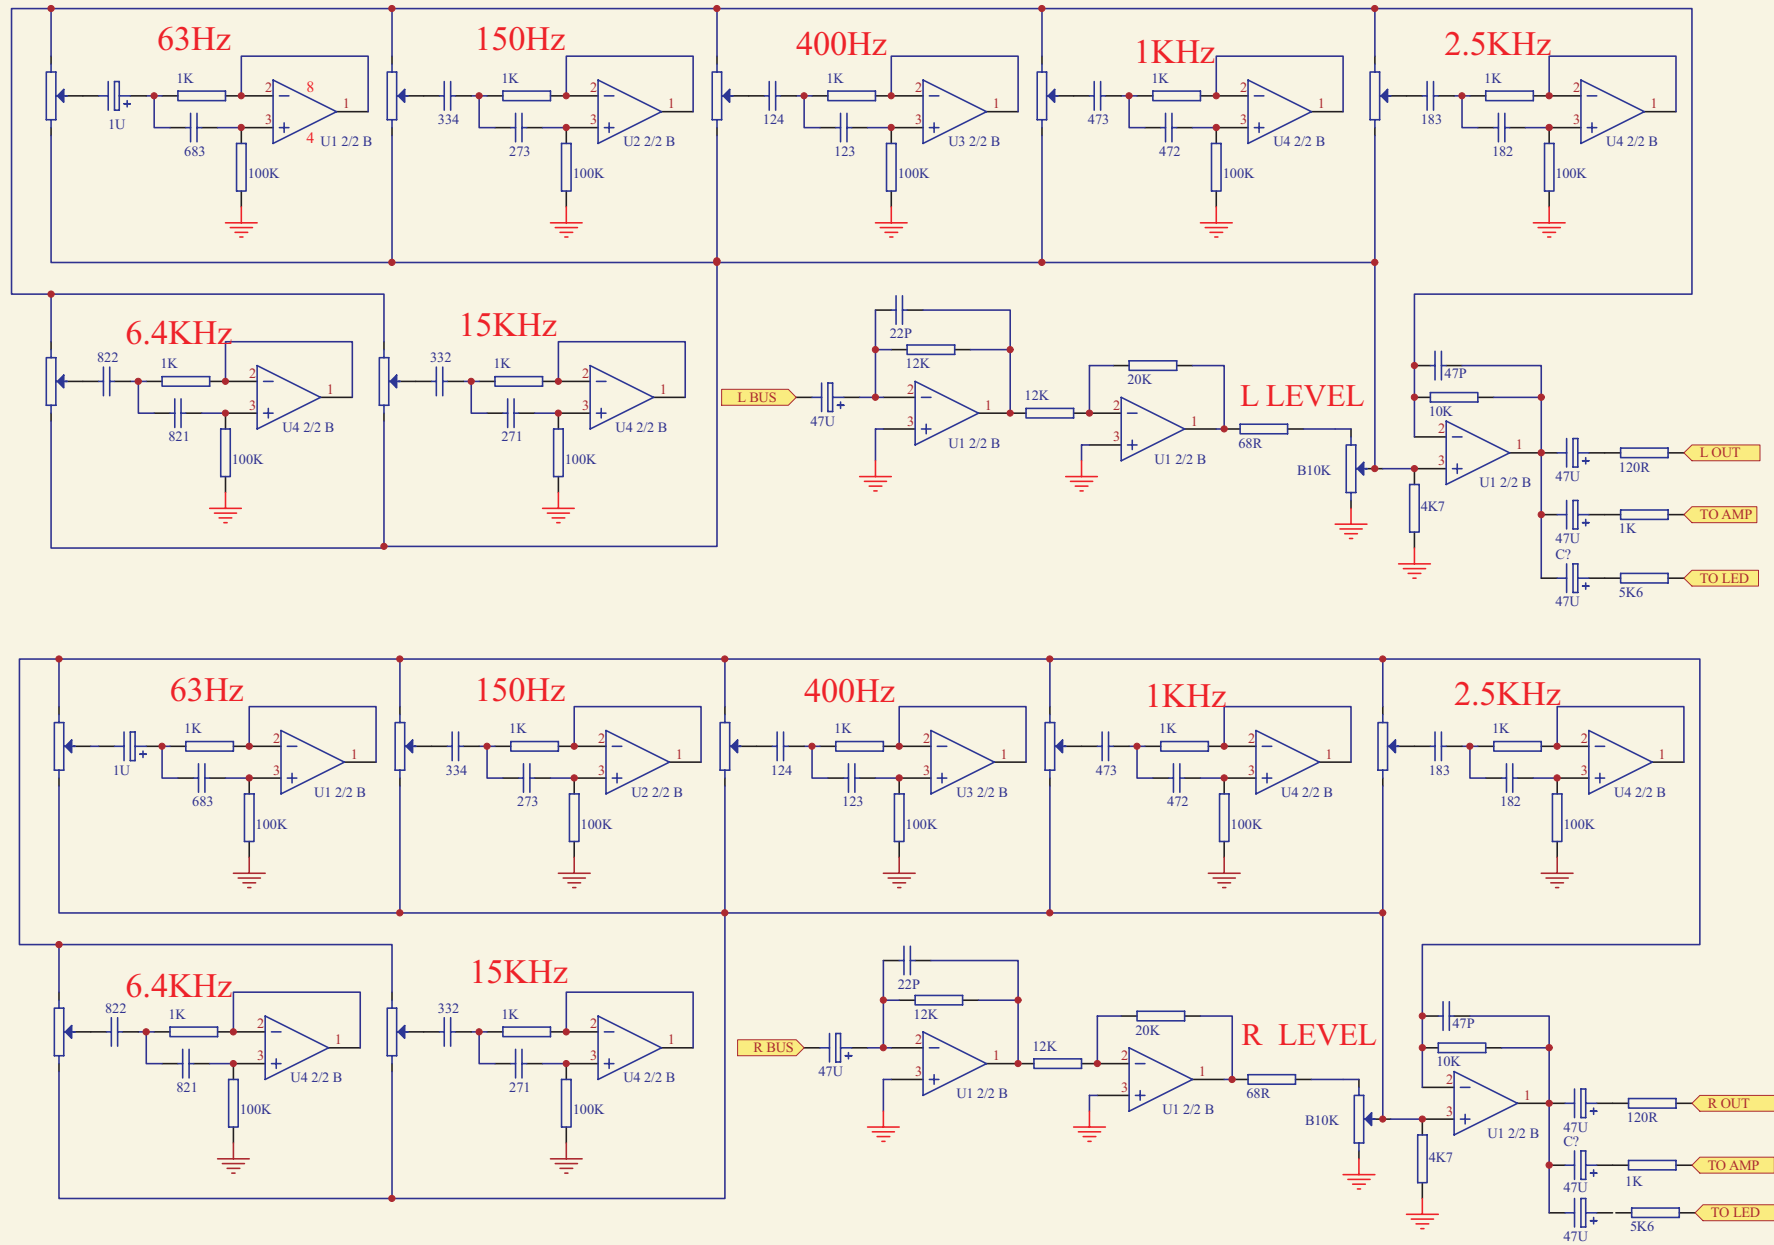 63Hz 150Hz 400Hz 1KHz 2.5KHz
1K 8 1K 1K 1K 1K
2 2 2 2 2
1 1 1 1 1
1U 334 124 473 183
3 3 3 3 3
4 U1 2/2 B U2 2/2 B U3 2/2 B U4 2/2 B U4 2/2 B
683 273 123 472 182
100K 100K 100K 100K 100K
6.4KHz 15KHz
22P
822 1K 332 1K 12K 47P
2 2 20K
1 1
L BUS 2 12K L LEVEL 10K
47U 1 2
3 3 3 2
821 U4 2/2 B 271 U4 2/2 B U1 2/2 B 1 1 L OUT
3 68R 3
100K 100K U1 2/2 B B10K U1 2/2 B 47U 120R
4K7 TO AMP
47U 1K
C?
TO LED
47U 5K6
63Hz 150Hz 400Hz 1KHz 2.5KHz
1K 1K 1K 1K 1K
2 2 2 2 2
1 1 1 1 1
1U 334 124 473 183
3 3 3 3 3
U1 2/2 B U2 2/2 B U3 2/2 B U4 2/2 B U4 2/2 B
683 273 123 472 182
100K 100K 100K 100K 100K
6.4KHz 15KHz
22P
822 1K 332 1K 12K 47P
2 2 20K
1 1
R BUS 2 12K R LEVEL 10K
47U 1 2
3 3 3 2
821 U4 2/2 B 271 U4 2/2 B U1 2/2 B 1 1 R OUT
3 68R 3
100K 100K U1 2/2 B B10K U1 2/2 B 47U 120R
C?
4K7 TO AMP
47U 1K
TO LED
47U 5K6